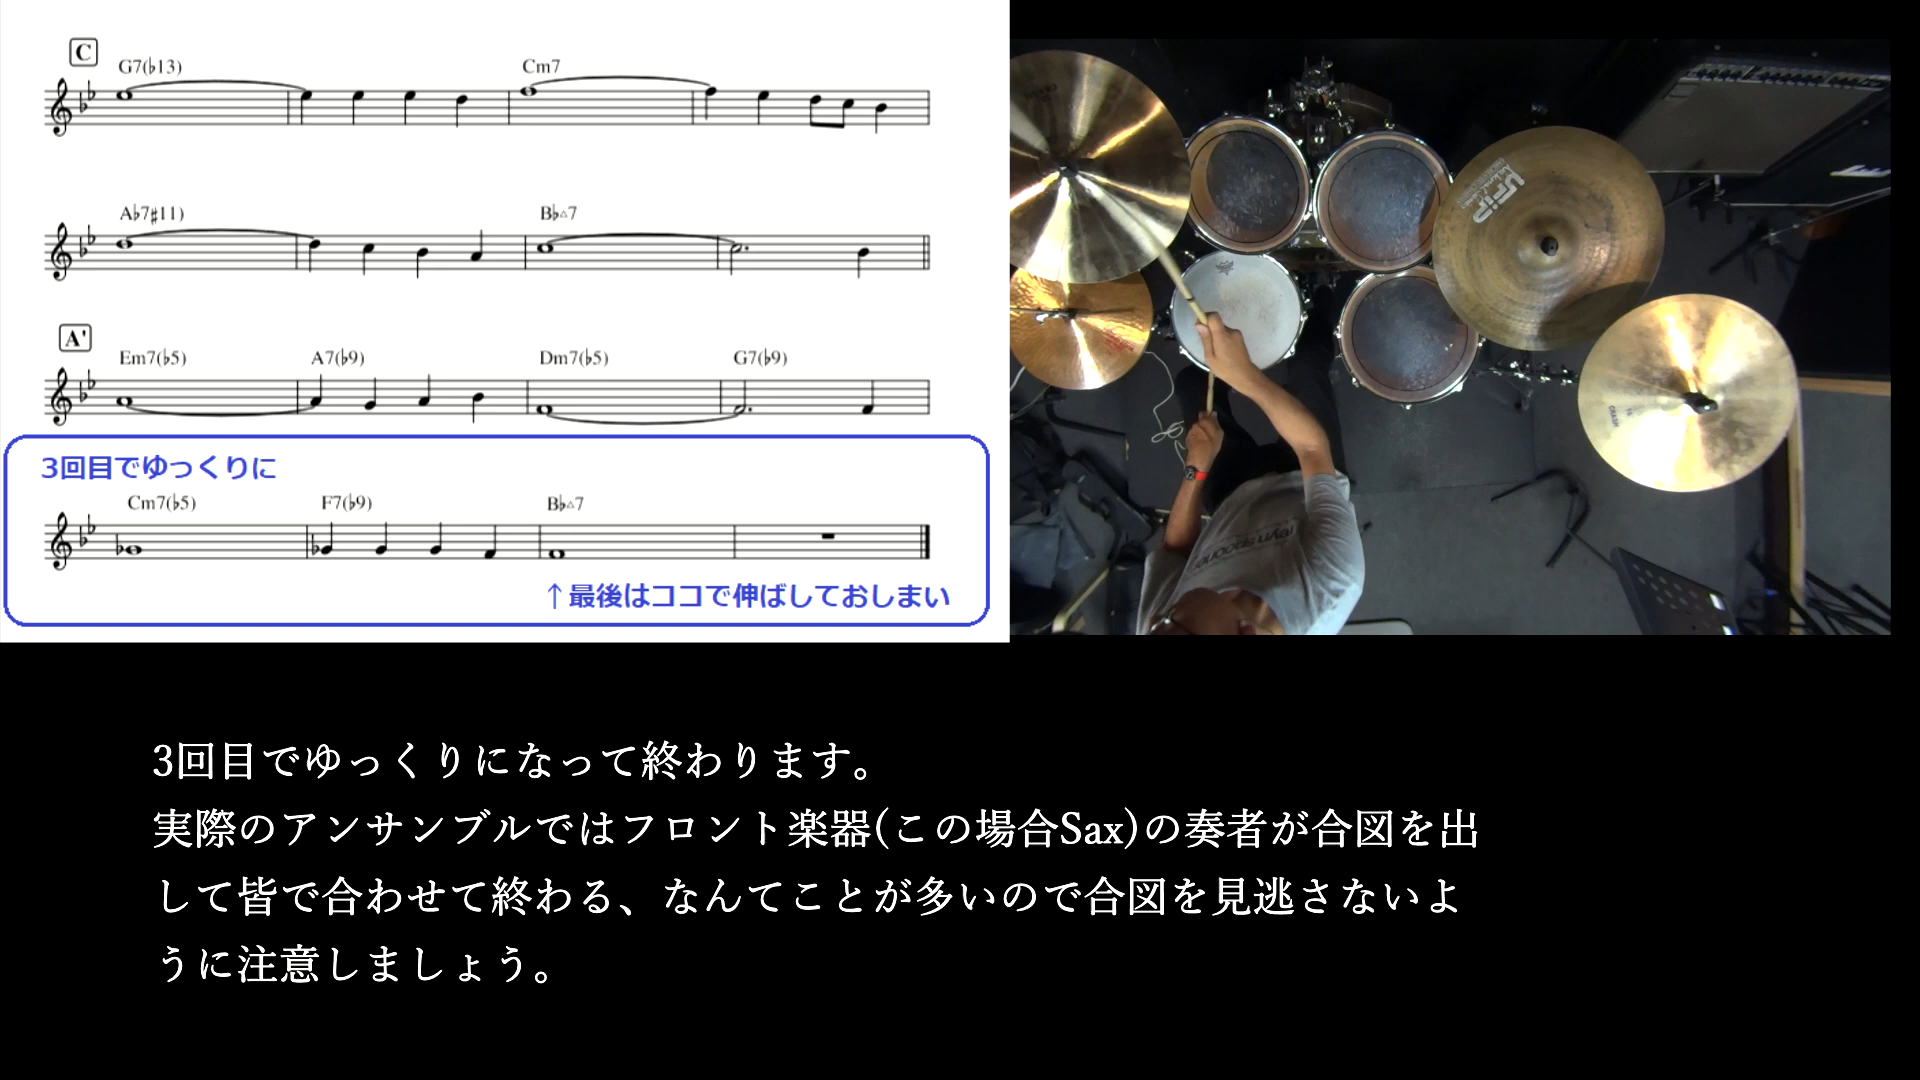 C
G7(♭13) Cm7
A♭7♯11) B♭△7
A'
Em7(♭5) A7(♭9) Dm7(♭5) G7(♭9)
3回目でゆっくりに
Cm7(♭5) F7(♭9) B♭△7
↑最後はココで伸ばしておしまい
UFiP
CRASH
reyn spooner
3回目でゆっくりになって終わります。
実際のアンサンブルではフロント楽器(この場合Sax)の奏者が合図を出
して皆で合わせて終わる、なんてことが多いので合図を見逃さないよ
うに注意しましょう。